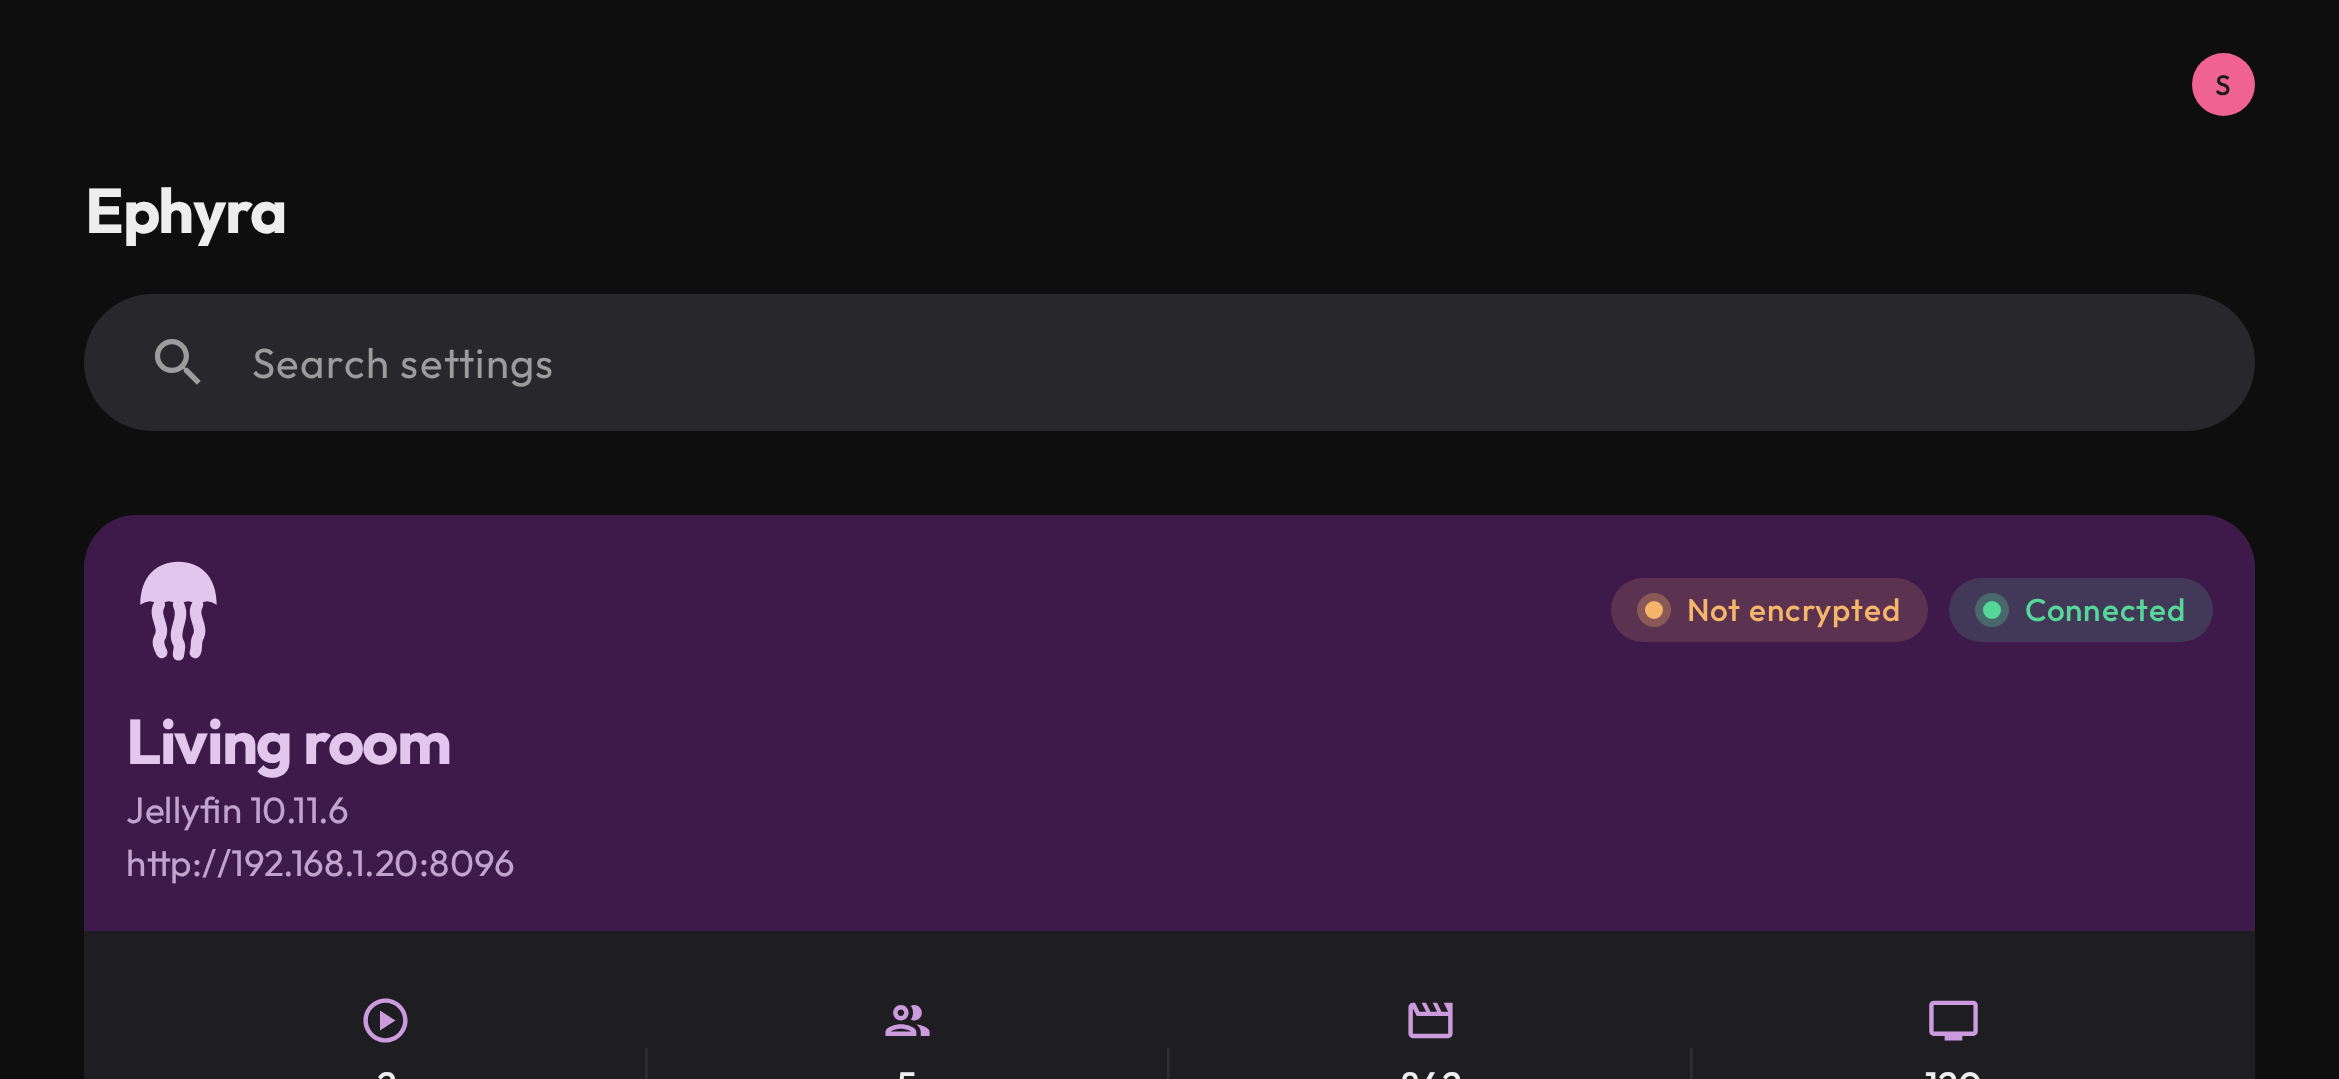 S
Ephyra
Search settings
Not encrypted
Connected
Living room
Jellyfin 10.11.6
http://192.168.1.20:8096